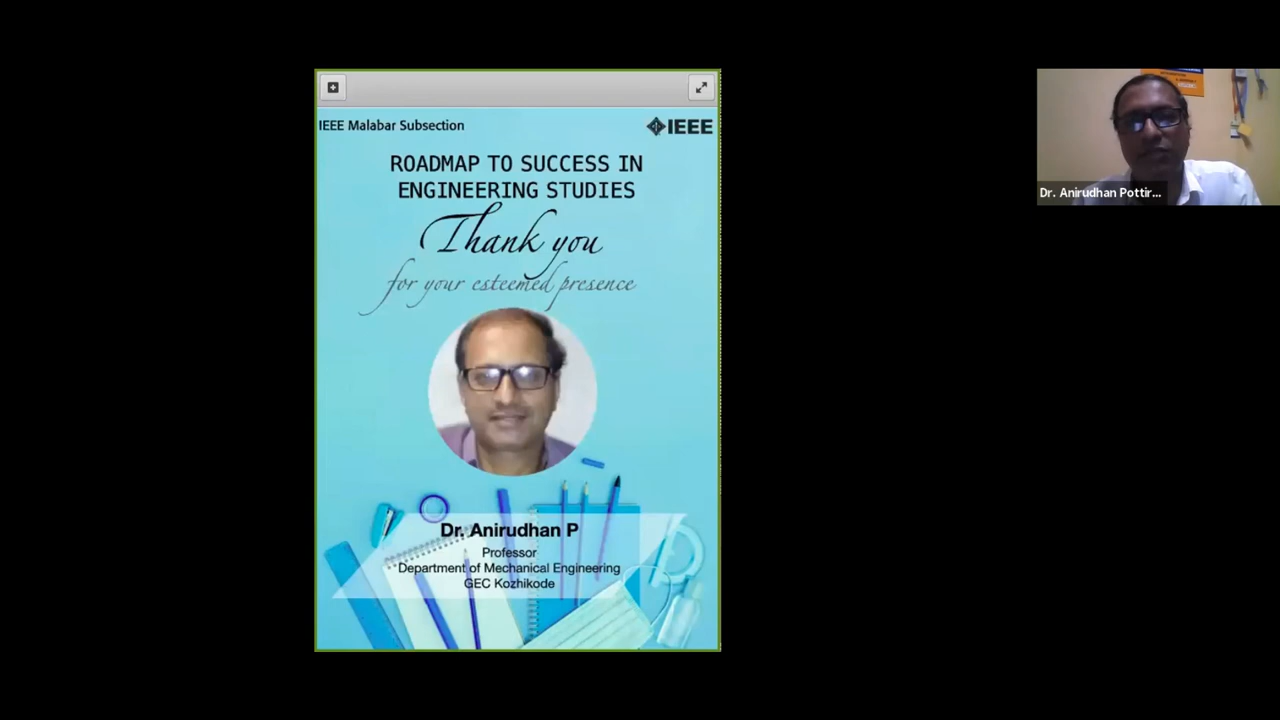 IEEE Malabar Subsection
IEEE
ROADMAP TO SUCCESS IN
ENGINEERING STUDIES
Thank you
for your esteemed presence
Dr. Anirudhan P
Professor
Department of Mechanical Engineering
GEC Kozhikode
Dr. Anirudhan Pottir...